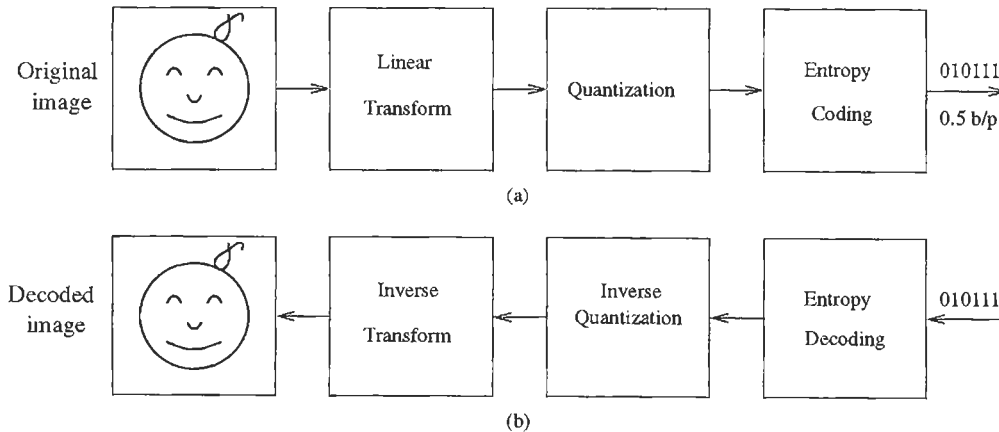 Original
image
Linear
Transform
Quantization
Entropy
Coding
010111
0.5 b/p
(a)
Decoded
image
Inverse
Transform
Inverse
Quantization
Entropy
Decoding
010111
(b)